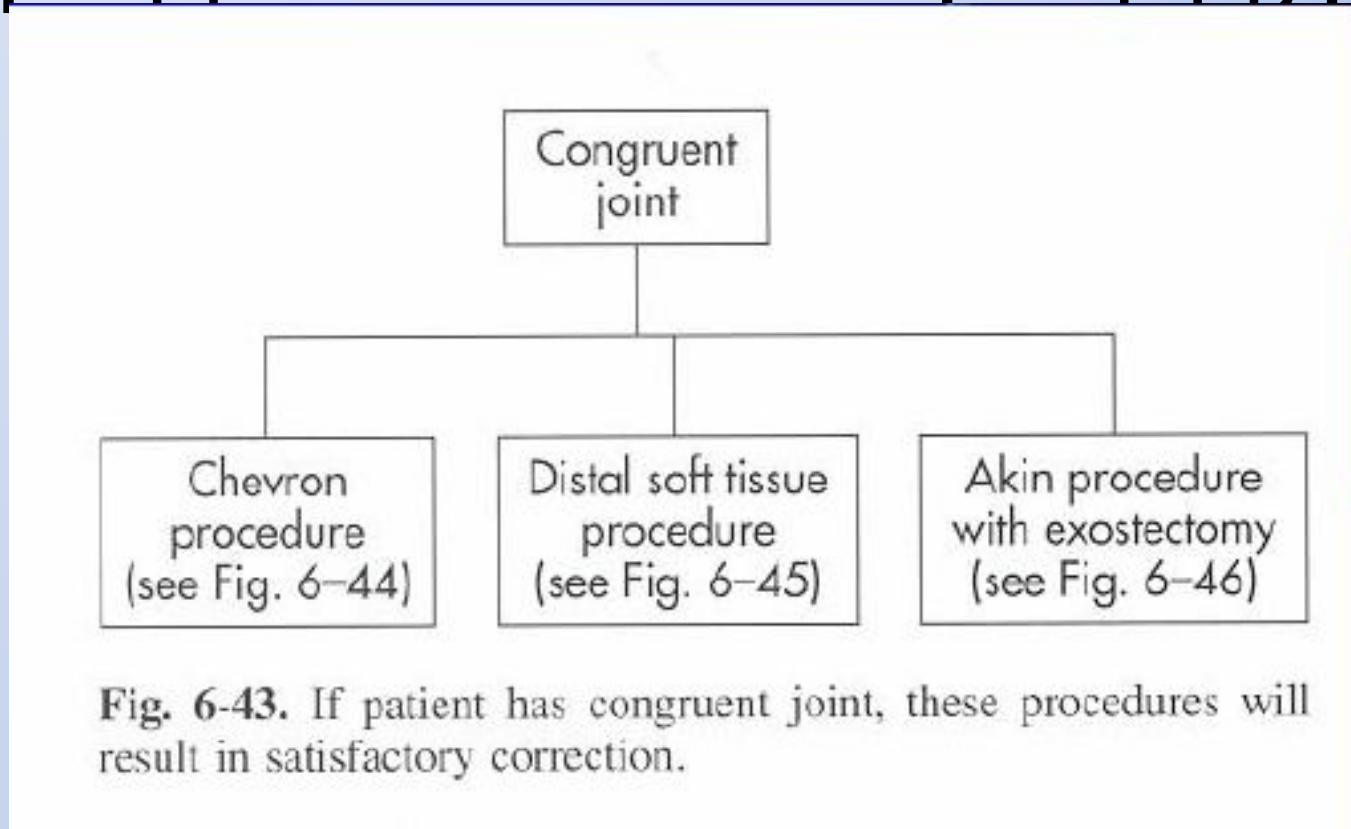 Congruent
joint
Chevron
procedure
(see Fig. 6–44)
Distal soft tissue
procedure
(see Fig. 6–45)
Akin procedure
with exostectomy
(see Fig. 6–46)
Fig. 6-43. If patient has congruent joint, these procedures will
result in satisfactory correction.